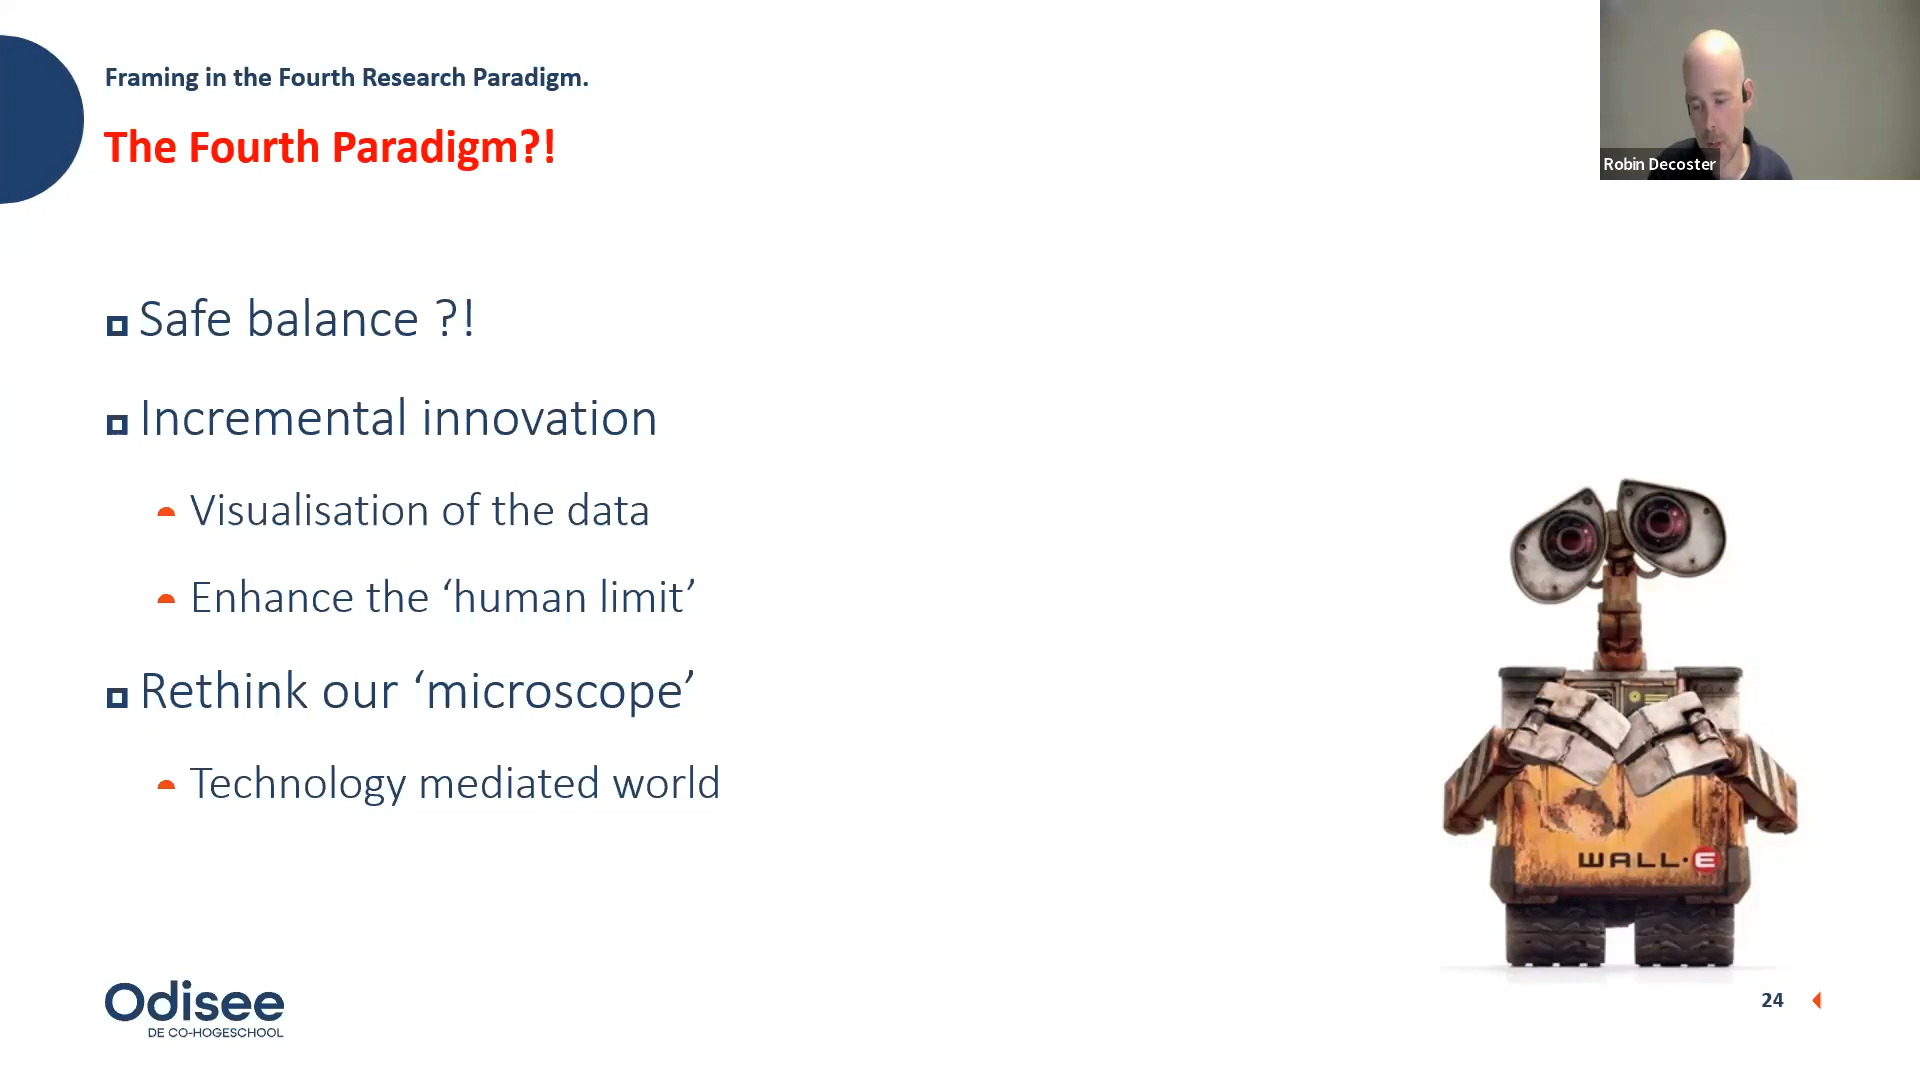 Framing in the Fourth Research Paradigm.
The Fourth Paradigm?!
Robin Decoster
Safe balance ?!
Incremental innovation
Visualisation of the data
Enhance the ‘human limit’
Rethink our ‘microscope’
Technology mediated world
WALL·E
Odisee
DE CO-HOGESCHOOL
24